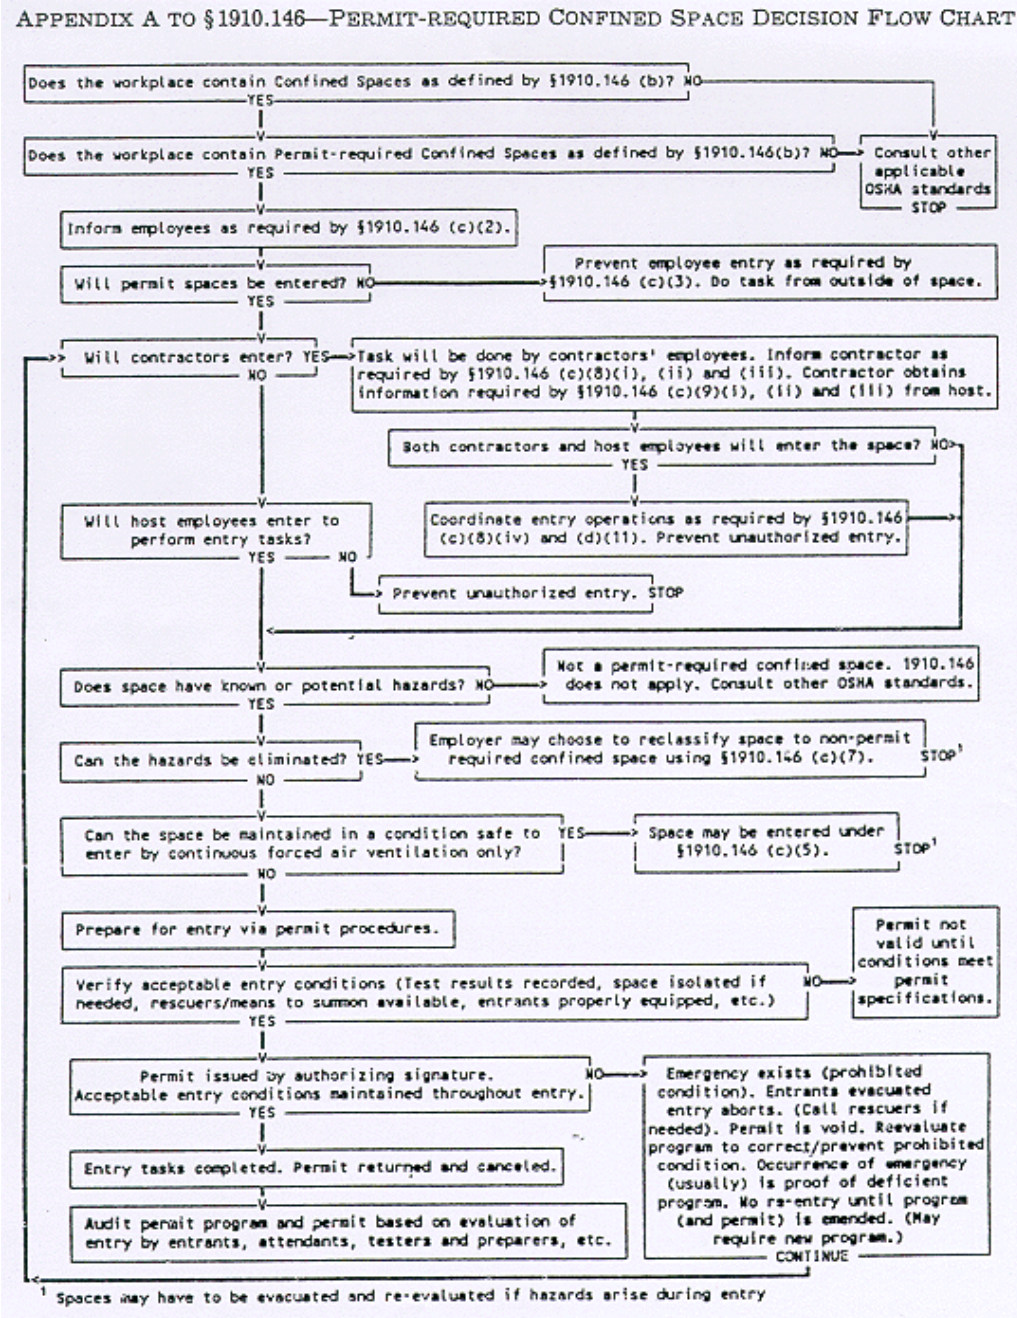 APPENDIX A TO §1910.146—PERMIT-REQUIRED CONFINED SPACE DECISION FLOW CHART
Does the workplace contain Confined Spaces as defined by §1910.146 (b)? NO
YES
Does the workplace contain Permit-required Confined Spaces as defined by §1910.146(b)? NO
YES
Consult other
applicable
OSHA standards
STOP
Inform employees as required by §1910.146 (c)(2).
Will permit spaces be entered? NO
YES
Prevent employee entry as required by
§1910.146 (c)(3). Do task from outside of space.
Will contractors enter? YES
NO
Task will be done by contractors' employees. Inform contractor as
required by §1910.146 (c)(8)(i), (ii) and (iii). Contractor obtains
information required by §1910.146 (c)(9)(i), (ii) and (iii) from host.
Both contractors and host employees will enter the space? NO
YES
Will host employees enter to
perform entry tasks?
YES NO
Coordinate entry operations as required by §1910.146
(c)(8)(iv) and (d)(11). Prevent unauthorized entry.
Prevent unauthorized entry. STOP
Does space have known or potential hazards? NO
YES
Not a permit-required confined space. 1910.146
does not apply. Consult other OSHA standards.
Can the hazards be eliminated? YES
NO
Employer may choose to reclassify space to non-permit
required confined space using §1910.146 (c)(7). STOP¹
Can the space be maintained in a condition safe to YES
enter by continuous forced air ventilation only?
NO
Space may be entered under
§1910.146 (c)(5). STOP¹
Prepare for entry via permit procedures.
Verify acceptable entry conditions (Test results recorded, space isolated if NO
needed, rescuers/means to summon available, entrants properly equipped, etc.)
YES
Permit not
valid until
conditions meet
permit
specifications.
Permit issued by authorizing signature. NO
Acceptable entry conditions maintained throughout entry.
YES
Emergency exists (prohibited
condition). Entrants evacuated
entry aborts. (Call rescuers if
needed). Permit is void. Reevaluate
program to correct/prevent prohibited
condition. Occurrence of emergency
(usually) is proof of deficient
program. No re-entry until program
(and permit) is amended. (May
require new program.)
CONTINUE
Entry tasks completed. Permit returned and canceled.
Audit permit program and permit based on evaluation of
entry by entrants, attendants, testers and preparers, etc.
¹ Spaces may have to be evacuated and re-evaluated if hazards arise during entry